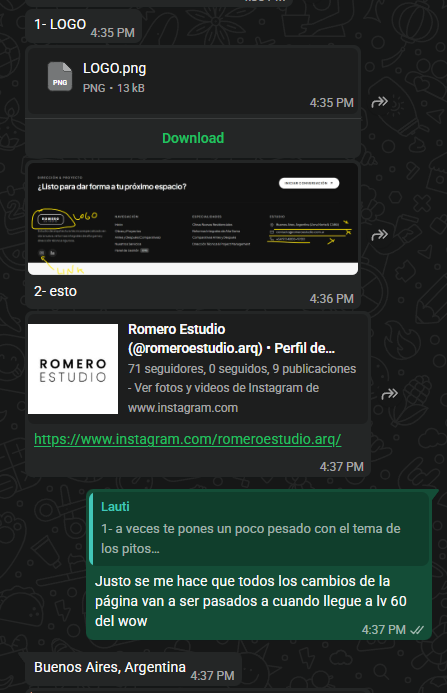 1- LOGO 4:35 PM
LOGO.png
PNG
PNG • 13 kB
4:35 PM
Download
¿Listo para dar forma a tu próximo espacio?
INICIAR CONVERSACIÓN
ROMERO
LOGO
LINK
4:36 PM
2- esto
Romero Estudio
(@romeroestudio.arq) • Perfil de...
ROMERO
ESTUDIO
71 seguidores, 0 seguidos, 9 publicaciones
- Ver fotos y videos de Instagram de
www.instagram.com
https://www.instagram.com/romeroestudio.arq/
4:37 PM
Lauti
1- a veces te pones un poco pesado con el tema de
los pitos...
Justo se me hace que todos los cambios de la
página van a ser pasados a cuando llegue a lv 60
del wow
4:37 PM
Buenos Aires, Argentina 4:37 PM